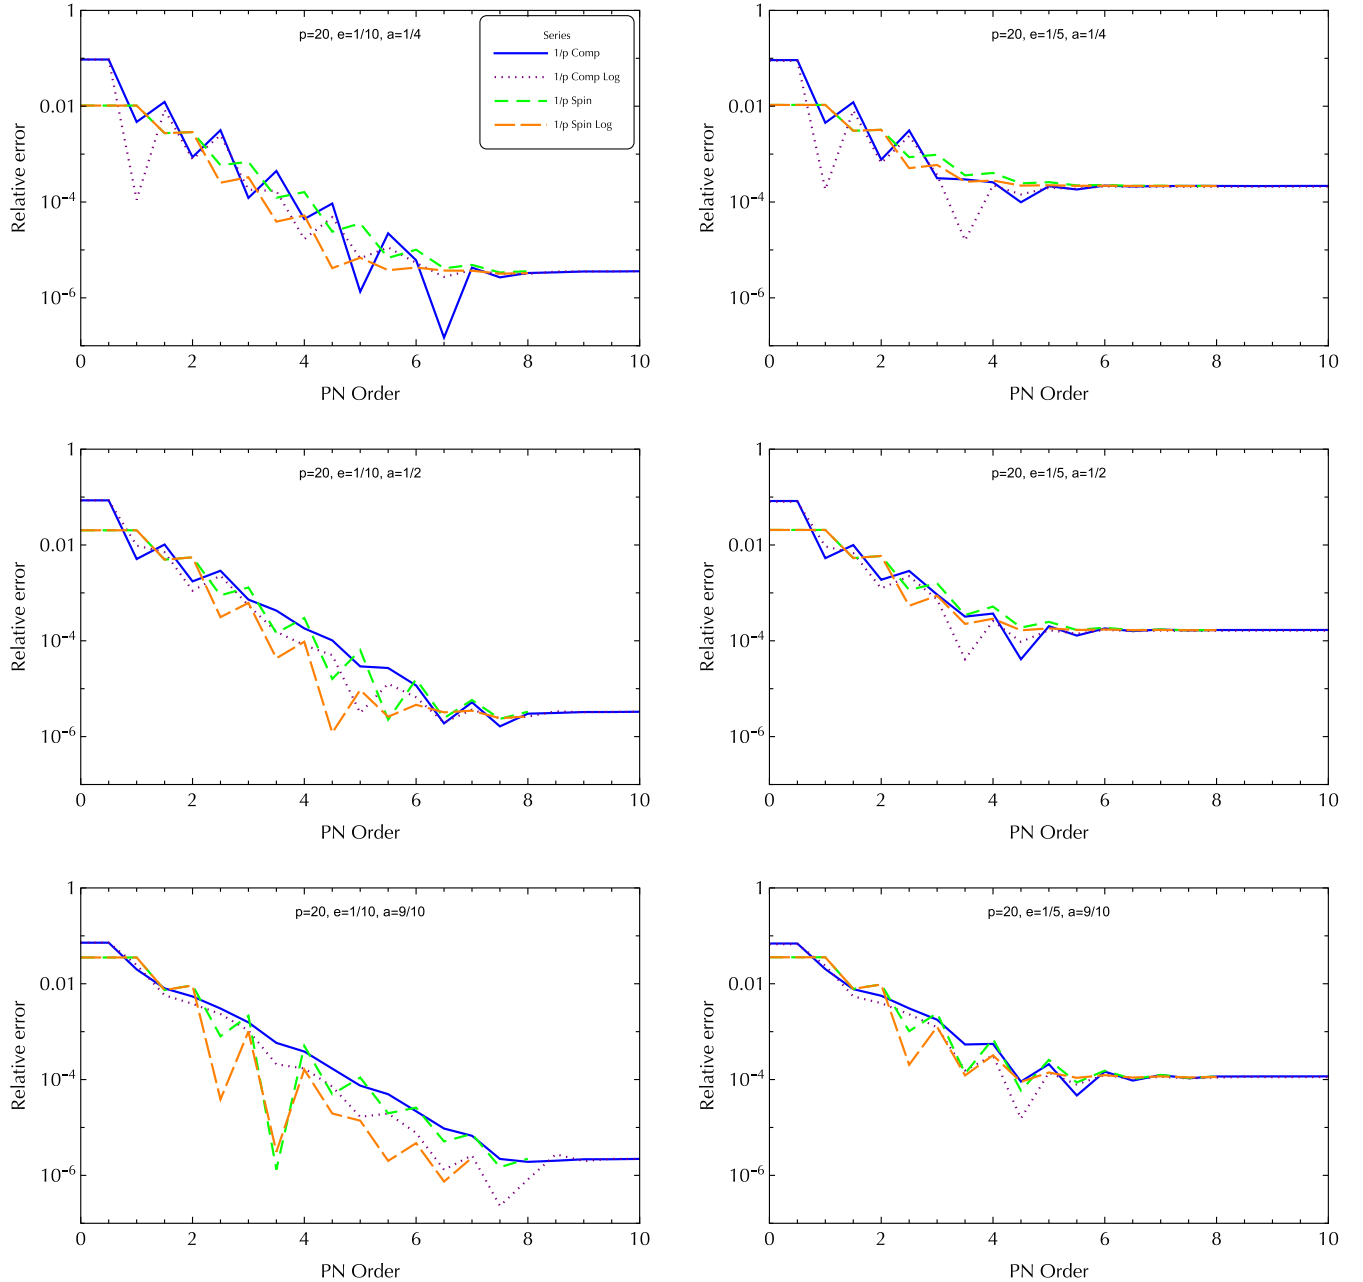 p=20, e=1/10, a=1/4
Series
1/p Comp
1/p Comp Log
1/p Spin
1/p Spin Log
1
0.01
10^-4
10^-6
Relative error
0 2 4 6 8 10
PN Order
p=20, e=1/5, a=1/4
1
0.01
10^-4
10^-6
Relative error
0 2 4 6 8 10
PN Order
p=20, e=1/10, a=1/2
1
0.01
10^-4
10^-6
Relative error
0 2 4 6 8 10
PN Order
p=20, e=1/5, a=1/2
1
0.01
10^-4
10^-6
Relative error
0 2 4 6 8 10
PN Order
p=20, e=1/10, a=9/10
1
0.01
10^-4
10^-6
Relative error
0 2 4 6 8 10
PN Order
p=20, e=1/5, a=9/10
1
0.01
10^-4
10^-6
Relative error
0 2 4 6 8 10
PN Order